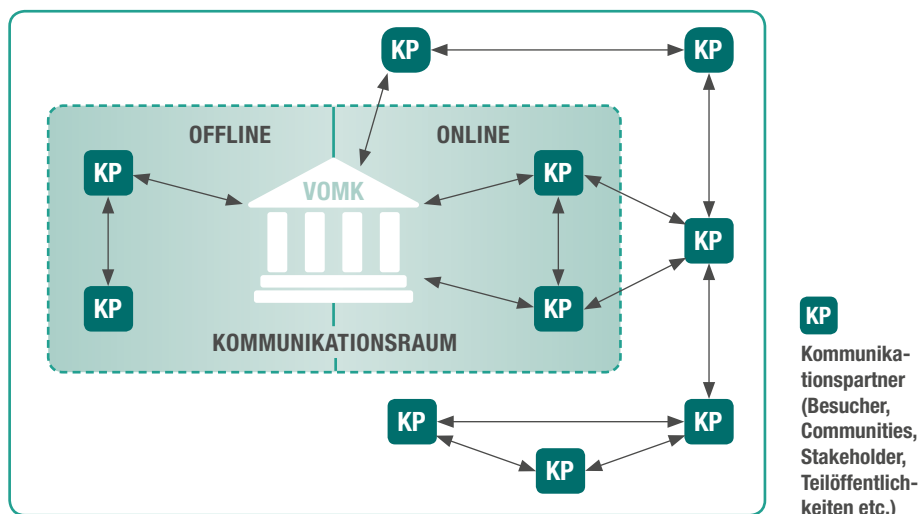 KP
KP
OFFLINE
ONLINE
KP
VOMK
KP
KP
KP
KP
KOMMUNIKATIONSRAUM
KP
KP
KP
KP
Kommunika-
tionspartner
(Besucher,
Communities,
Stakeholder,
Teilöffentlich-
keiten etc.)